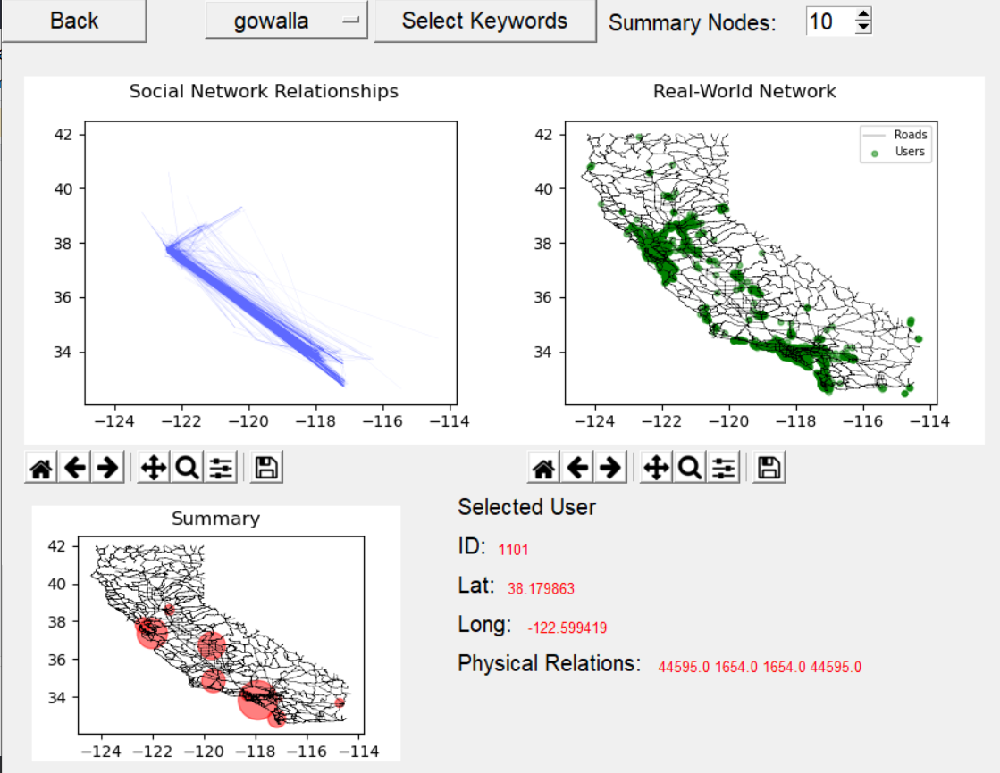 Back gowalla Select Keywords Summary Nodes: 10
Social Network Relationships
42
40
38
36
34
−124 −122 −120 −118 −116 −114
Real-World Network
Roads
Users
42
40
38
36
34
−124 −122 −120 −118 −116 −114
Summary
42
40
38
36
34
−124 −122 −120 −118 −116 −114
Selected User
ID: 1101
Lat: 38.179863
Long: -122.599419
Physical Relations: 44595.0 1654.0 1654.0 44595.0